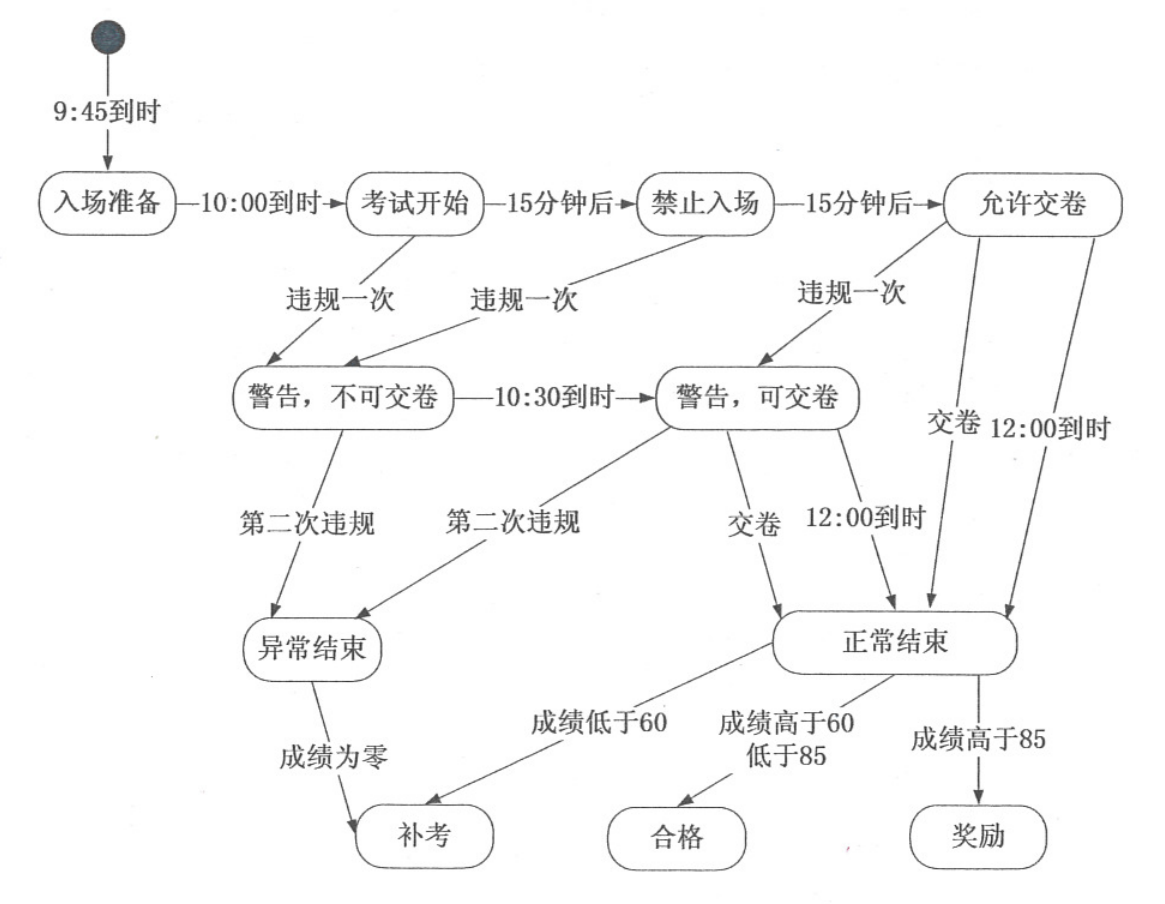 9:45到时
入场准备
10:00到时
考试开始
15分钟后
禁止入场
15分钟后
允许交卷
违规一次
违规一次
违规一次
警告，不可交卷
10:30到时
警告，可交卷
交卷
12:00到时
第二次违规
第二次违规
交卷
12:00到时
异常结束
正常结束
成绩低于60
成绩高于60
低于85
成绩高于85
成绩为零
补考
合格
奖励